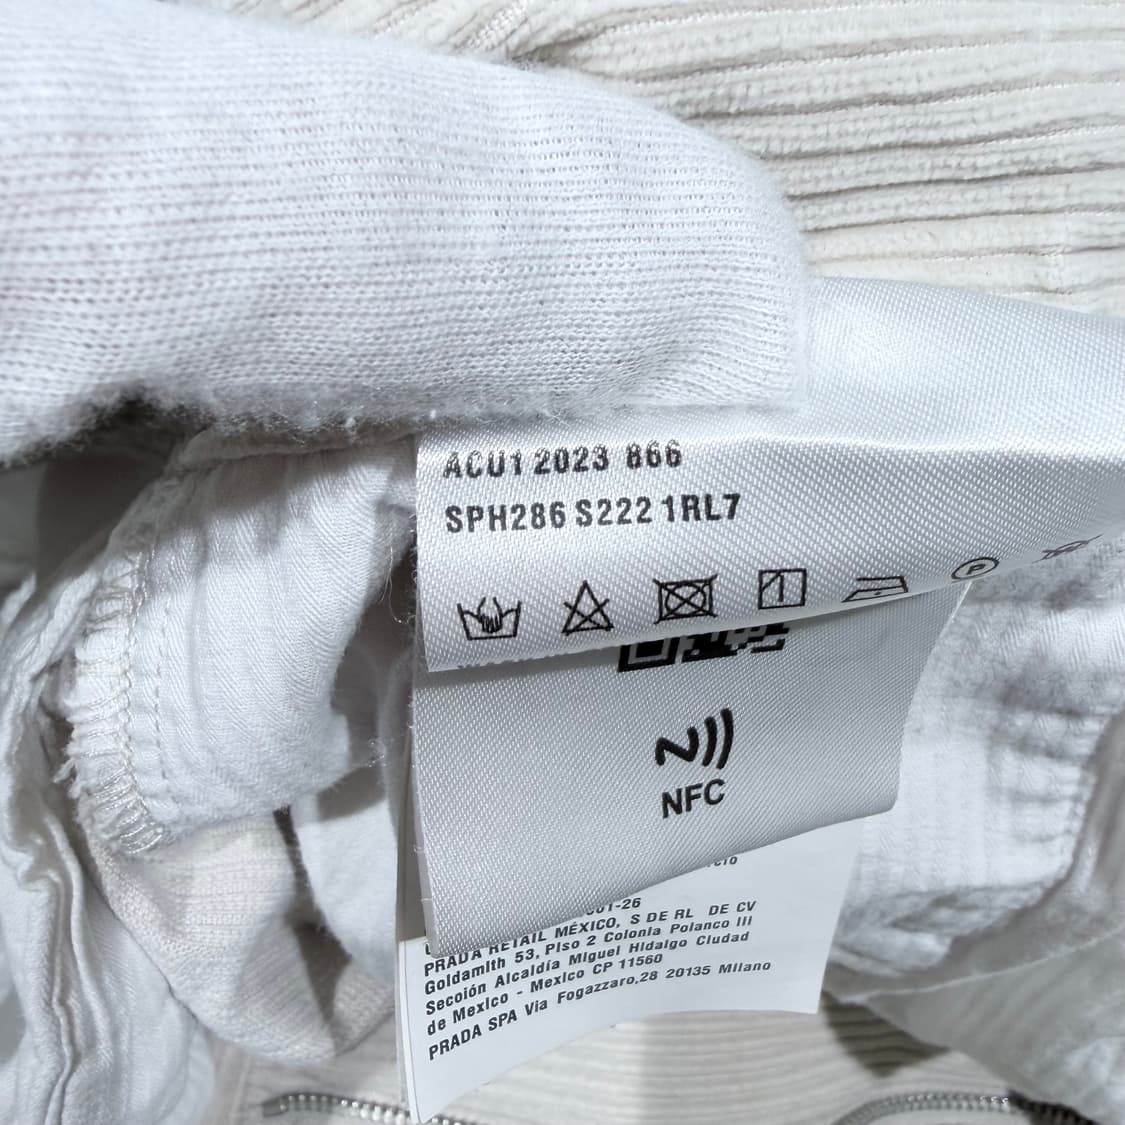 ACU1 2023 866
SPH286 S222 1RL7
P
NFC
PRADA RETAIL MÉXICO, S DE RL DE CV
Goldamith 53, Piso 2 Colonia Polanco III
Seción Alcaldía Miguel Hidalgo Ciudad
de Mexico - Mexico CP 11560
PRADA SPA Via Fogazzaro,28 20135 Milano